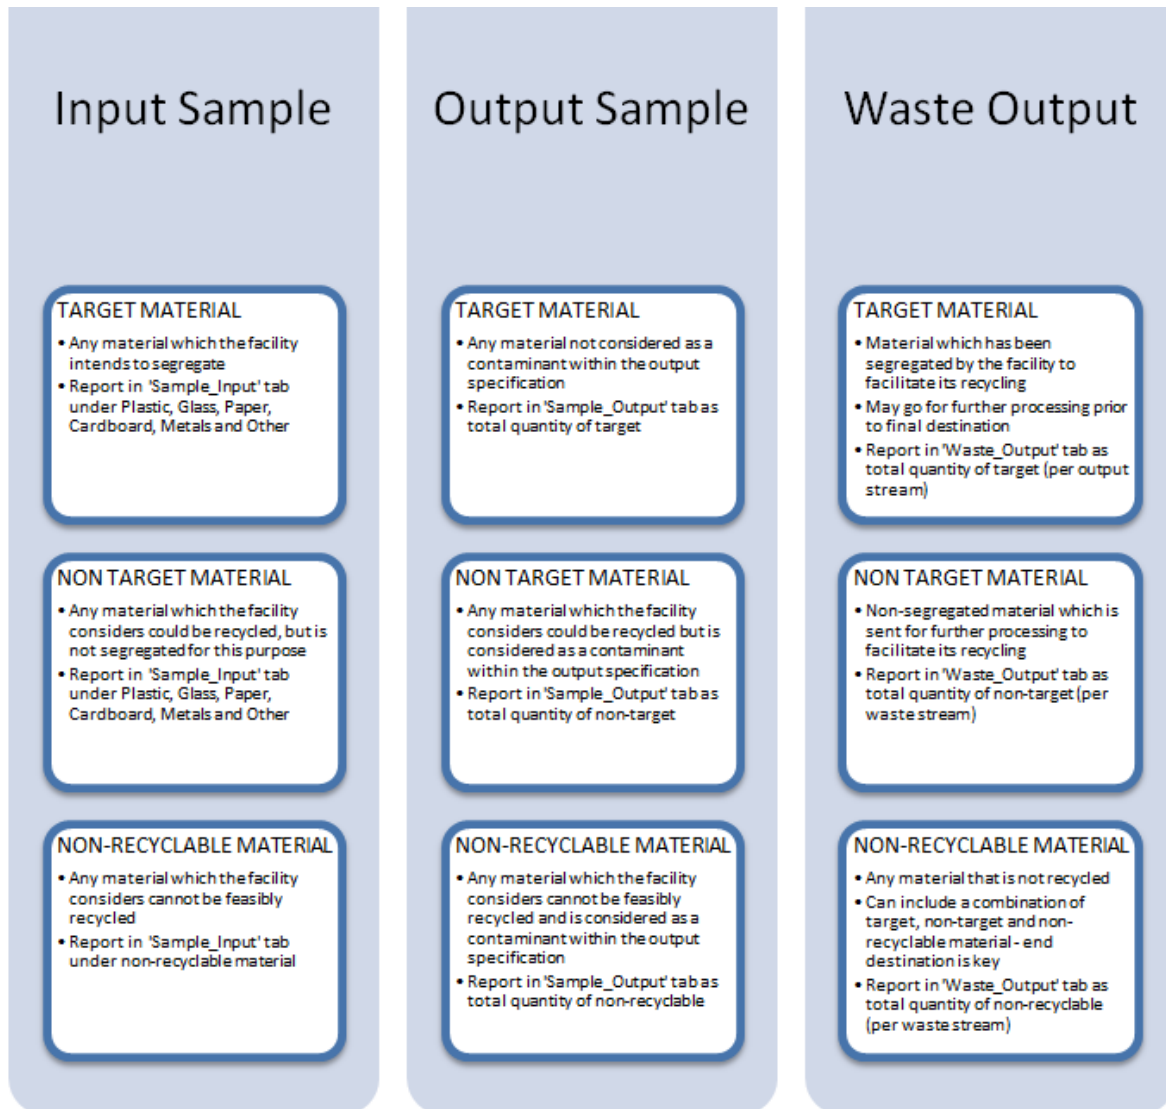 Input Sample
TARGET MATERIAL
• Any material which the facility
intends to segregate
• Report in 'Sample_Input' tab
under Plastic, Glass, Paper,
Cardboard, Metals and Other
NON TARGET MATERIAL
• Any material which the facility
considers could be recycled, but is
not segregated for this purpose
• Report in 'Sample_Input' tab
under Plastic, Glass, Paper,
Cardboard, Metals and Other
NON-RECYCLABLE MATERIAL
• Any material which the facility
considers cannot be feasibly
recycled
• Report in 'Sample_Input' tab
under non-recyclable material
Output Sample
TARGET MATERIAL
• Any material not considered as a
contaminant within the output
specification
• Report in 'Sample_Output' tab as
total quantity of target
NON TARGET MATERIAL
• Any material which the facility
considers could be recycled but is
considered as a contaminant
within the output specification
• Report in 'Sample_Output' tab as
total quantity of non-target
NON-RECYCLABLE MATERIAL
• Any material which the facility
considers cannot be feasibly
recycled and is considered as a
contaminant within the output
specification
• Report in 'Sample_Output' tab as
total quantity of non-recyclable
Waste Output
TARGET MATERIAL
• Material which has been
segregated by the facility to
facilitate its recycling
• May go for further processing prior
to final destination
• Report in 'Waste_Output' tab as
total quantity of target (per output
stream)
NON TARGET MATERIAL
• Non-segregated material which is
sent for further processing to
facilitate its recycling
• Report in 'Waste_Output' tab as
total quantity of non-target (per
waste stream)
NON-RECYCLABLE MATERIAL
• Any material that is not recycled
• Can include a combination of
target, non-target and non-
recyclable material - end
destination is key
• Report in 'Waste_Output' tab as
total quantity of non-recyclable
(per waste stream)